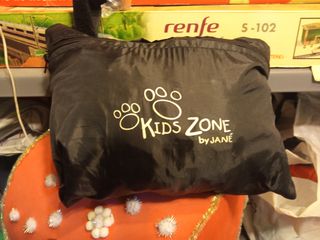 renfe S-102
KIDS ZONE
by JANÉ